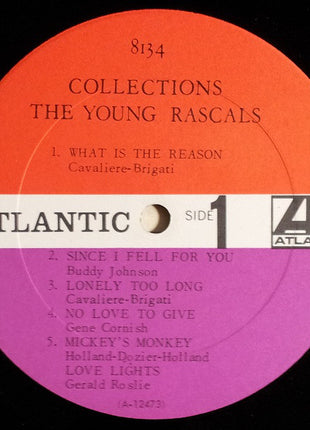 8134
COLLECTIONS
THE YOUNG RASCALS
1. WHAT IS THE REASON
Cavaliere-Brigati
TLANTIC SIDE 1
ATLA
2. SINCE I FELL FOR YOU
Buddy Johnson
3. LONELY TOO LONG
Cavaliere-Brigati
4. NO LOVE TO GIVE
Gene Cornish
5. MICKEY'S MONKEY
Holland-Dozier-Holland
LOVE LIGHTS
Gerald Roslie
(A-12473)